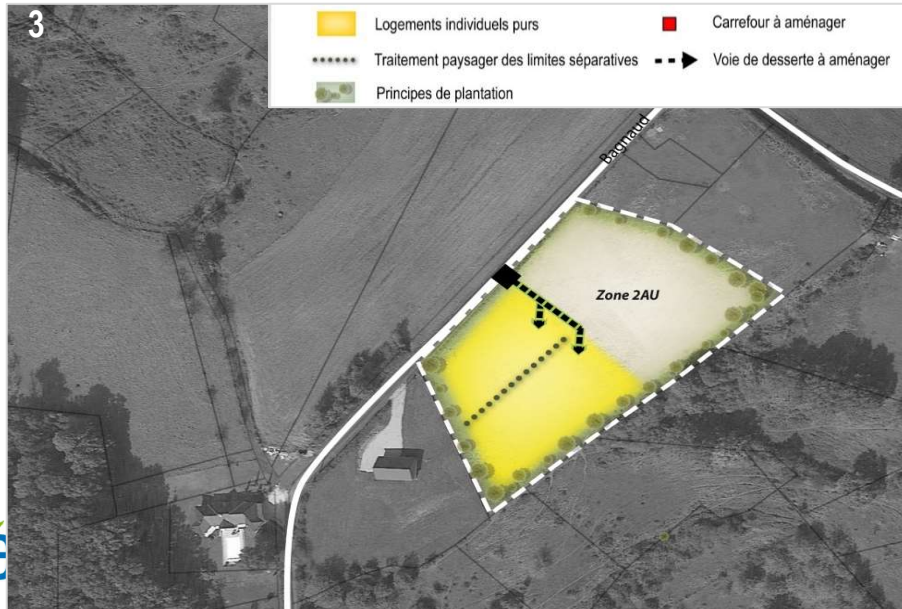 3
Logements individuels purs
Carrefour à aménager
Traitement paysager des limites séparatives
Voie de desserte à aménager
Principes de plantation
Bagnaud
Zone 2AU